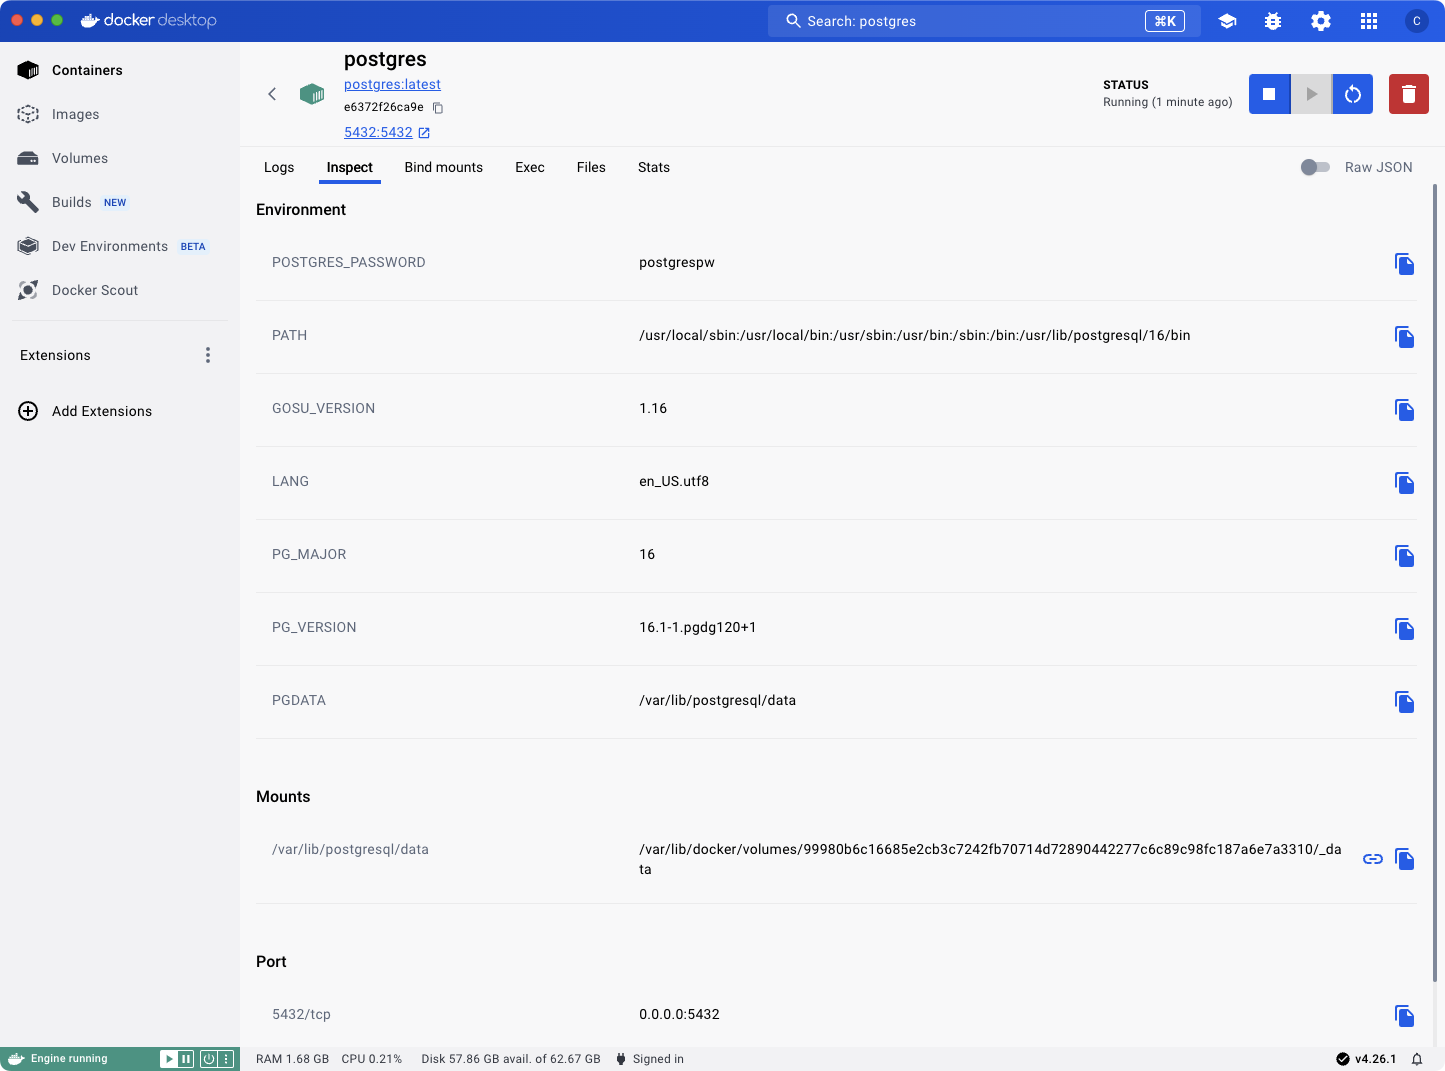 docker desktop
Search: postgres
⌘K
C
Containers
Images
Volumes
Builds NEW
Dev Environments BETA
Docker Scout
Extensions
Add Extensions
postgres
postgres:latest
e6372f26ca9e
5432:5432
STATUS
Running (1 minute ago)
Logs Inspect Bind mounts Exec Files Stats
Raw JSON
Environment
POSTGRES_PASSWORD postgrespw
PATH /usr/local/sbin:/usr/local/bin:/usr/sbin:/usr/bin:/sbin:/bin:/usr/lib/postgresql/16/bin
GOSU_VERSION 1.16
LANG en_US.utf8
PG_MAJOR 16
PG_VERSION 16.1-1.pgdg120+1
PGDATA /var/lib/postgresql/data
Mounts
/var/lib/postgresql/data /var/lib/docker/volumes/99980b6c16685e2cb3c7242fb70714d72890442277c6c89c98fc187a6e7a3310/_da
ta
Port
5432/tcp 0.0.0.0:5432
Engine running
RAM 1.68 GB CPU 0.21% Disk 57.86 GB avail. of 62.67 GB Signed in
v4.26.1